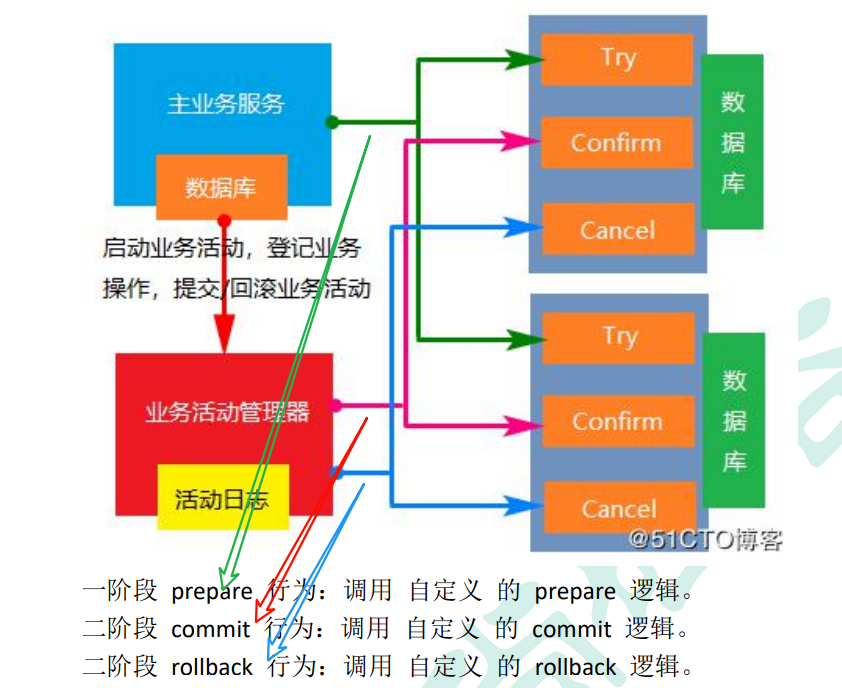 主业务服务
数据库
启动业务活动，登记业务
操作，提交/回滚业务活动
业务活动管理器
活动日志
Try
Confirm
Cancel
数据库
Try
Confirm
Cancel
数据库
@51CTO博客
一阶段 prepare 行为：调用 自定义 的 prepare 逻辑。
二阶段 commit 行为：调用 自定义 的 commit 逻辑。
二阶段 rollback 行为：调用 自定义 的 rollback 逻辑。